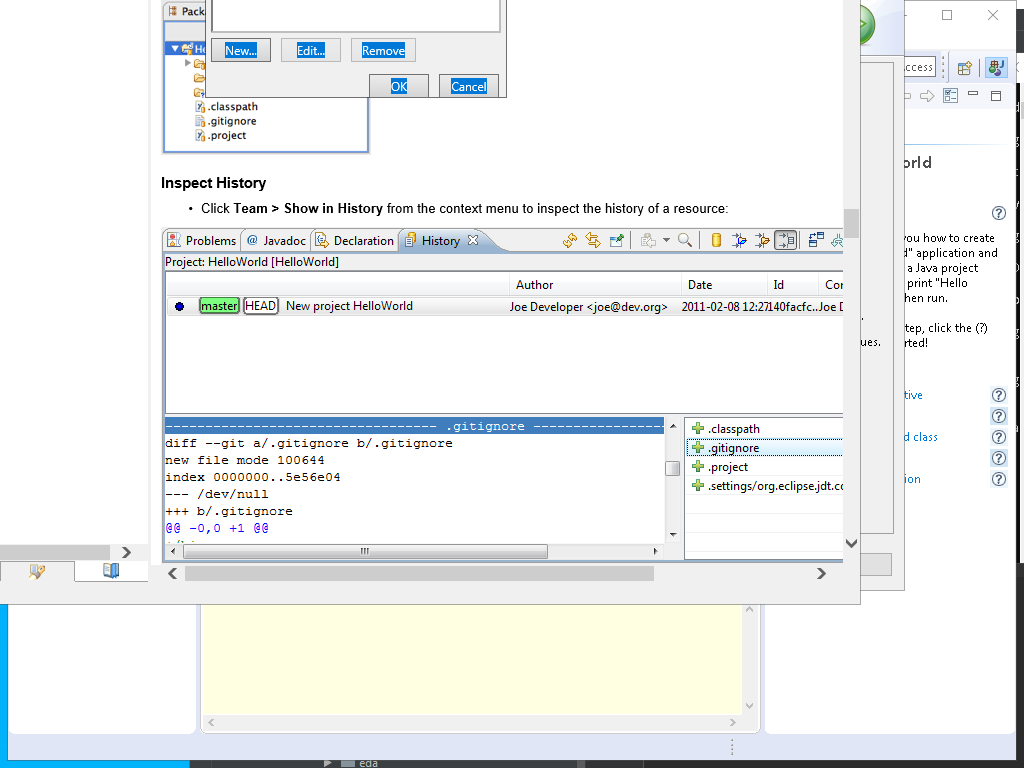 Pack
New...
Edit...
Remove
OK
Cancel
He
.classpath
.gitignore
.project
ccess
Inspect History
• Click Team > Show in History from the context menu to inspect the history of a resource:
Problems
@ Javadoc
Declaration
History
Project: HelloWorld [HelloWorld]
Author
Date
Id
Cor
master
HEAD
New project HelloWorld
Joe Developer <joe@dev.org>
2011-02-08 12:27
140facfc..
Joe D
.gitignore
diff --git a/.gitignore b/.gitignore
new file mode 100644
index 0000000..5e56e04
--- /dev/null
+++ b/.gitignore
@@ -0,0 +1 @@
.classpath
.gitignore
.project
.settings/org.eclipse.jdt.cc
ues.
orld
you how to create
d" application and
a Java project
print "Hello
hen run.
tep, click the (?)
rted!
tive
d class
ion
eda